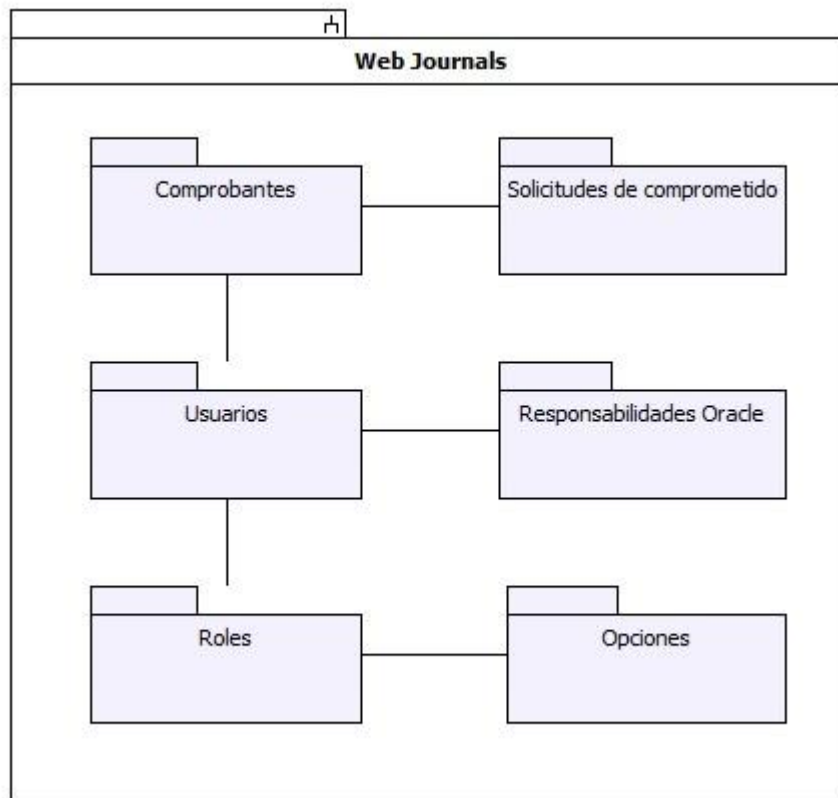 Web Journals
Comprobantes
Solicitudes de comprometido
Usuarios
Responsabilidades Oracle
Roles
Opciones